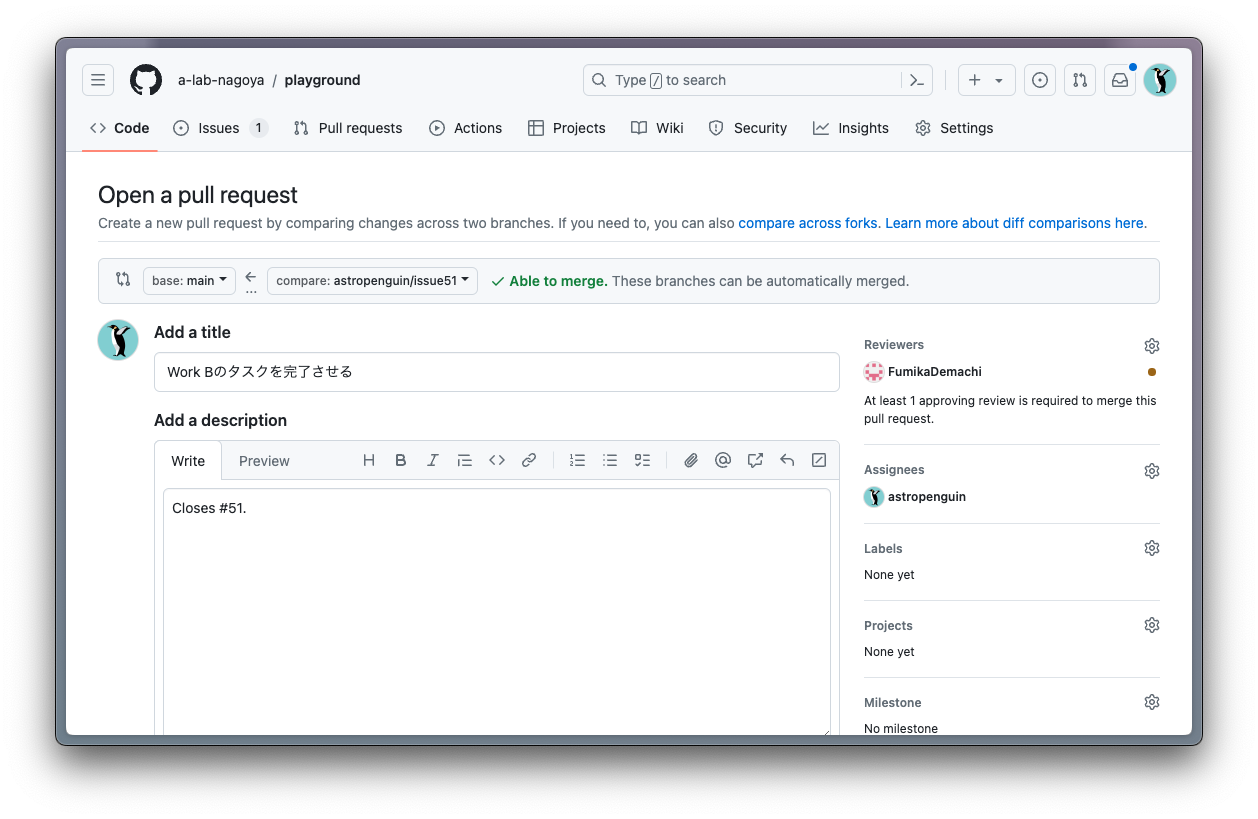 a-lab-nagoya / playground
Type / to search
Code Issues 1 Pull requests Actions Projects Wiki Security Insights Settings
Open a pull request
Create a new pull request by comparing changes across two branches. If you need to, you can also compare across forks. Learn more about diff comparisons here.
base: main compare: astropenguin/issue51 Able to merge. These branches can be automatically merged.
Add a title
Work Bのタスクを完了させる
Add a description
Write Preview
Closes #51.
Reviewers
FumikaDemachi
At least 1 approving review is required to merge this
pull request.
Assignees
astropenguin
Labels
None yet
Projects
None yet
Milestone
No milestone